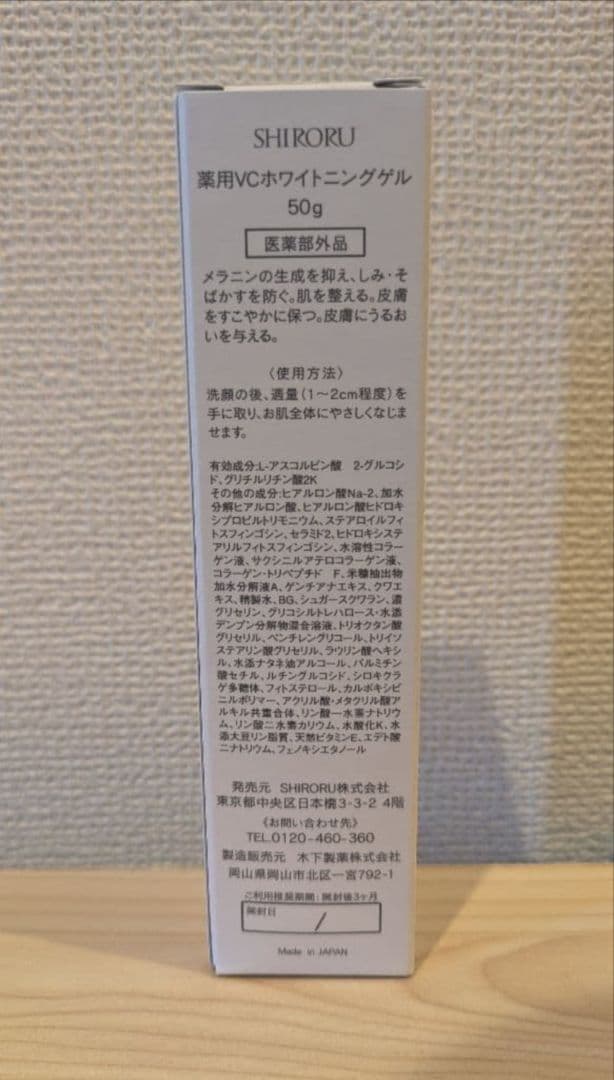 SHIRORU
薬用VCホワイトニングゲル
50g
医薬部外品
メラニンの生成を抑え、しみ・そ
ばかすを防ぐ。肌を整える。皮膚
をすこやかに保つ。皮膚にうるお
いを与える。
〈使用方法〉
洗顔の後、適量（1〜2cm程度）を
手に取り、お肌全体にやさしくなじま
せます。
有効成分:L-アスコルビン酸 2-グルコシ
ド、グリチルリチン酸2K
その他の成分:ヒアルロン酸Na-2、加水
分解ヒアルロン酸、ヒアルロン酸ヒドロキ
シプロピルトリモニウム、ステアロイルフィ
トスフィンゴシン、セラミド2、ヒドロキシステ
アリルフィトスフィンゴシン、水溶性コラー
ゲン液、サクシニルアテロコラーゲン液、
コラーゲン・トリペプチド F、米糠抽出物
加水分解液A、ゲンチアナエキス、クワエ
キス、精製水、BG、シュガースクワラン、濃
グリセリン、グリコシルトレハロース・水添
デンプン分解物混合溶液、トリオクタン酸
グリセリル、ペンチレングリコール、トリイソ
ステアリン酸グリセリル、ラウリン酸ヘキシ
ル、水添ナタネ油アルコール、パルミチン
酸セチル、ルチングルコシド、シロキクラ
ゲ多糖体、フィトステロール、カルボキシビ
ニルポリマー、アクリル酸・メタクリル酸ア
ルキル共重合体、リン酸一水素ナトリウ
ム、リン酸二水素カリウム、水酸化K、水
添大豆リン脂質、天然ビタミンE、エデト酸
二ナトリウム、フェノキシエタノール
発売元 SHIRORU株式会社
東京都中央区日本橋3-3-2 4階
《お問い合わせ先》
TEL.0120-460-360
製造販売元 木下製薬株式会社
岡山県岡山市北区一宮792-1
ご利用推奨期間：開封後3ヶ月
開封日 /
Made in JAPAN